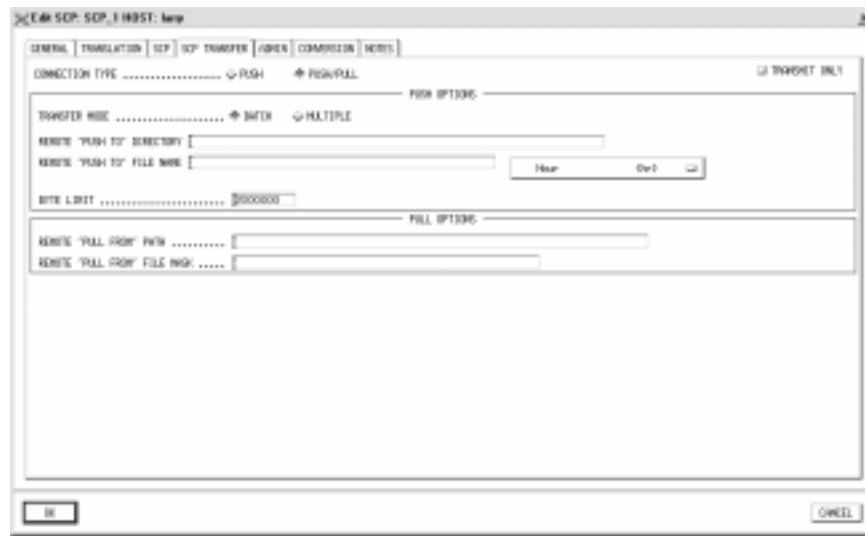 Edit SCP: SCP_1 HOST: lamp
GENERAL TRANSLATION SCP SCP TRANSFER ADMIN CONVERSION NOTES
CONNECTION TYPE .................... PUSH PUSH/PULL TRANSMIT ONLY
PUSH OPTIONS
TRANSFER MODE ...................... BATCH MULTIPLE
REMOTE "PUSH TO" DIRECTORY
REMOTE "PUSH TO" FILE NAME Hour
BYTE LIMIT .........................
PULL OPTIONS
REMOTE "PULL FROM" PATH ..........
REMOTE "PULL FROM" FILE MASK .....
OK CANCEL